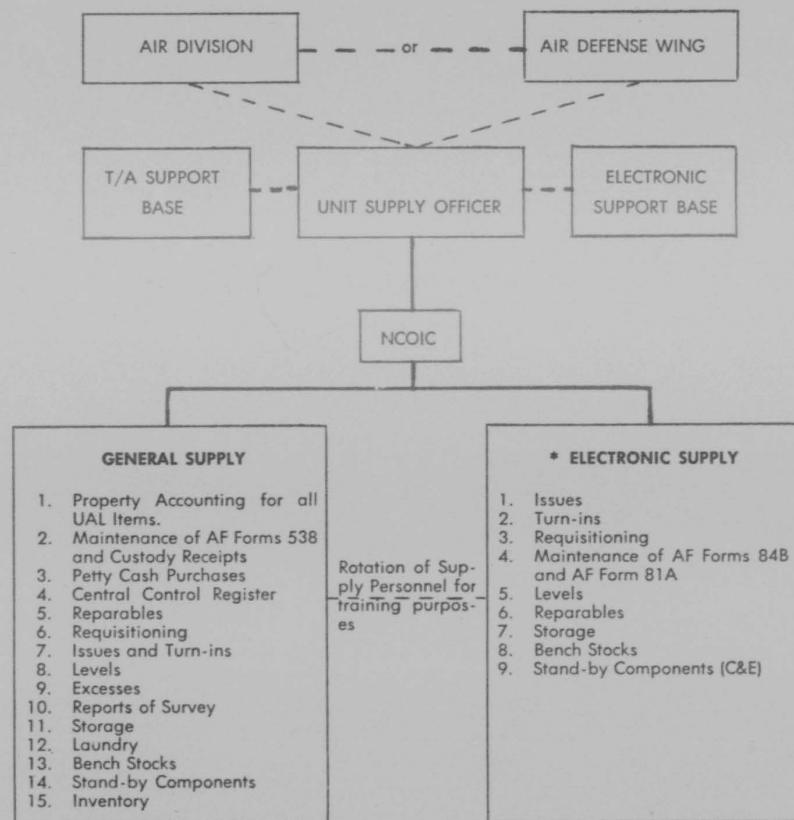 AIR DIVISION
or
AIR DEFENSE WING
T/A SUPPORT
BASE
UNIT SUPPLY OFFICER
ELECTRONIC
SUPPORT BASE
NCOIC
GENERAL SUPPLY
1. Property Accounting for all
UAL Items.
2. Maintenance of AF Forms 538
and Custody Receipts
3. Petty Cash Purchases
4. Central Control Register
5. Reparables
6. Requisitioning
7. Issues and Turn-ins
8. Levels
9. Excesses
10. Reports of Survey
11. Storage
12. Laundry
13. Bench Stocks
14. Stand-by Components
15. Inventory
Rotation of Sup-
ply Personnel for
training purpos-
es
* ELECTRONIC SUPPLY
1. Issues
2. Turn-ins
3. Requisitioning
4. Maintenance of AF Forms 84B
and AF Form 81A
5. Levels
6. Reparables
7. Storage
8. Bench Stocks
9. Stand-by Components (C&E)